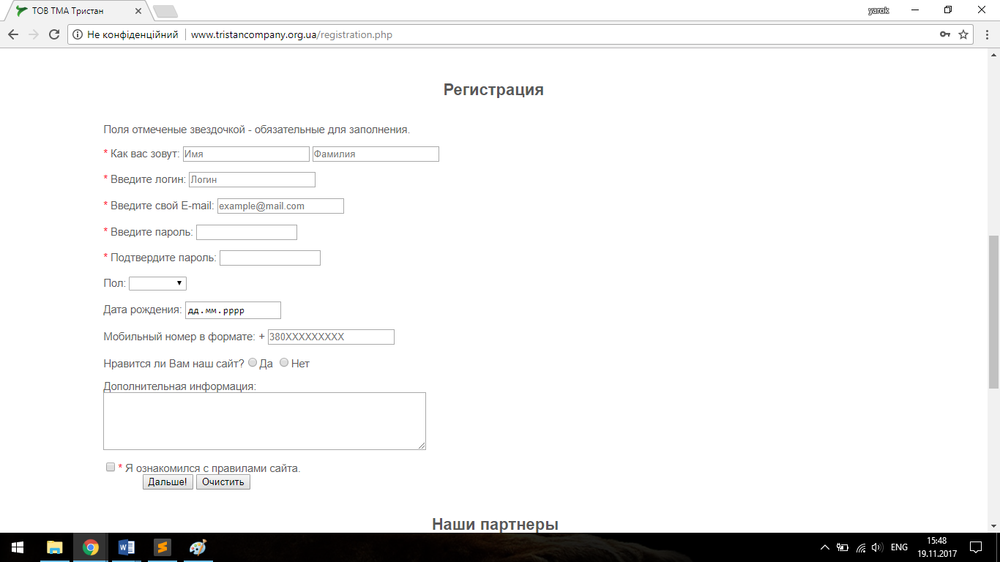 ТОВ ТМА Тристан
yarok
Не конфіденційний www.tristancompany.org.ua/registration.php
Регистрация
Поля отмеченые звездочкой - обязательные для заполнения.
* Как вас зовут: Имя Фамилия
* Введите логин: Логин
* Введите свой E-mail: example@mail.com
* Введите пароль:
* Подтвердите пароль:
Пол:
Дата рождения: дд.мм.рррр
Мобильный номер в формате: + 380XXXXXXXXX
Нравится ли Вам наш сайт? Да Нет
Дополнительная информация:
* Я ознакомился с правилами сайта.
Дальше! Очистить
Наши партнеры
ENG
15:48
19.11.2017